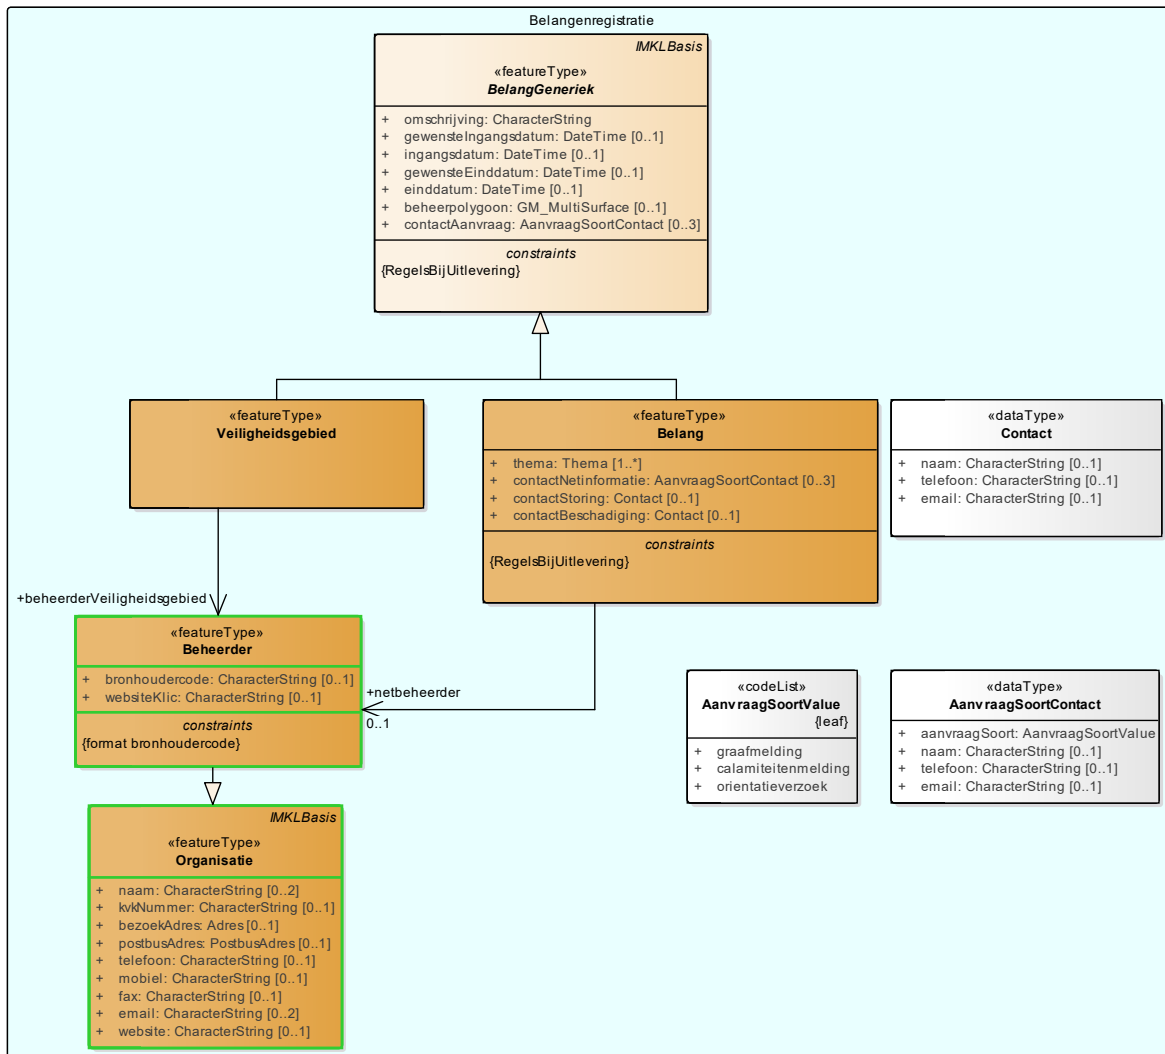 Belangenregistratie
IMKLBasis
«featureType»
BelangGeneriek
+ omschrijving: CharacterString
+ gewensteIngangsdatum: DateTime [0..1]
+ ingangsdatum: DateTime [0..1]
+ gewensteEinddatum: DateTime [0..1]
+ einddatum: DateTime [0..1]
+ beheerpolygoon: GM_MultiSurface [0..1]
+ contactAanvraag: AanvraagSoortContact [0..3]
constraints
{RegelsBijUitlevering}
«featureType»
Veiligheidsgebied
«featureType»
Belang
+ thema: Thema [1..*]
+ contactNetinformatie: AanvraagSoortContact [0..3]
+ contactStoring: Contact [0..1]
+ contactBeschadiging: Contact [0..1]
constraints
{RegelsBijUitlevering}
«dataType»
Contact
+ naam: CharacterString [0..1]
+ telefoon: CharacterString [0..1]
+ email: CharacterString [0..1]
+beheerderVeiligheidsgebied
«featureType»
Beheerder
+ bronhoudercode: CharacterString [0..1]
+ websiteKlic: CharacterString [0..1]
constraints
{format bronhoudercode}
+netbeheerder
0..1
«codeList»
AanvraagSoortValue
{leaf}
+ graafmelding
+ calamiteitenmelding
+ orientatieverzoek
«dataType»
AanvraagSoortContact
+ aanvraagSoort: AanvraagSoortValue
+ naam: CharacterString [0..1]
+ telefoon: CharacterString [0..1]
+ email: CharacterString [0..1]
IMKLBasis
«featureType»
Organisatie
+ naam: CharacterString [0..2]
+ kvkNummer: CharacterString [0..1]
+ bezoekAdres: Adres [0..1]
+ postbusAdres: PostbusAdres [0..1]
+ telefoon: CharacterString [0..1]
+ mobiel: CharacterString [0..1]
+ fax: CharacterString [0..1]
+ email: CharacterString [0..2]
+ website: CharacterString [0..1]